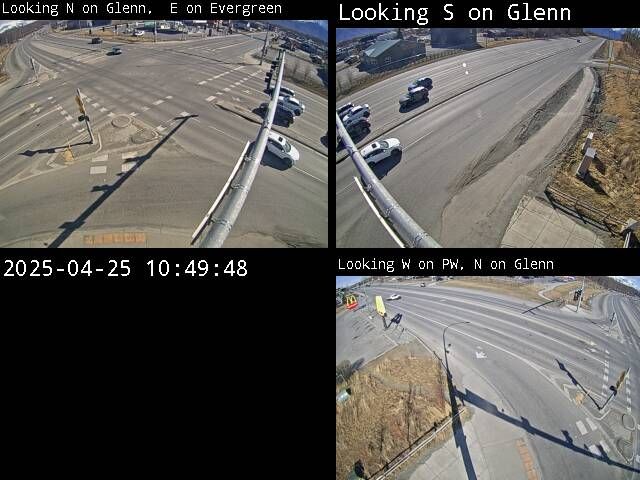 Looking N on Glenn,  E on Evergreen
Looking S on Glenn
2025-04-25 10:49:48
Looking W on PW, N on Glenn